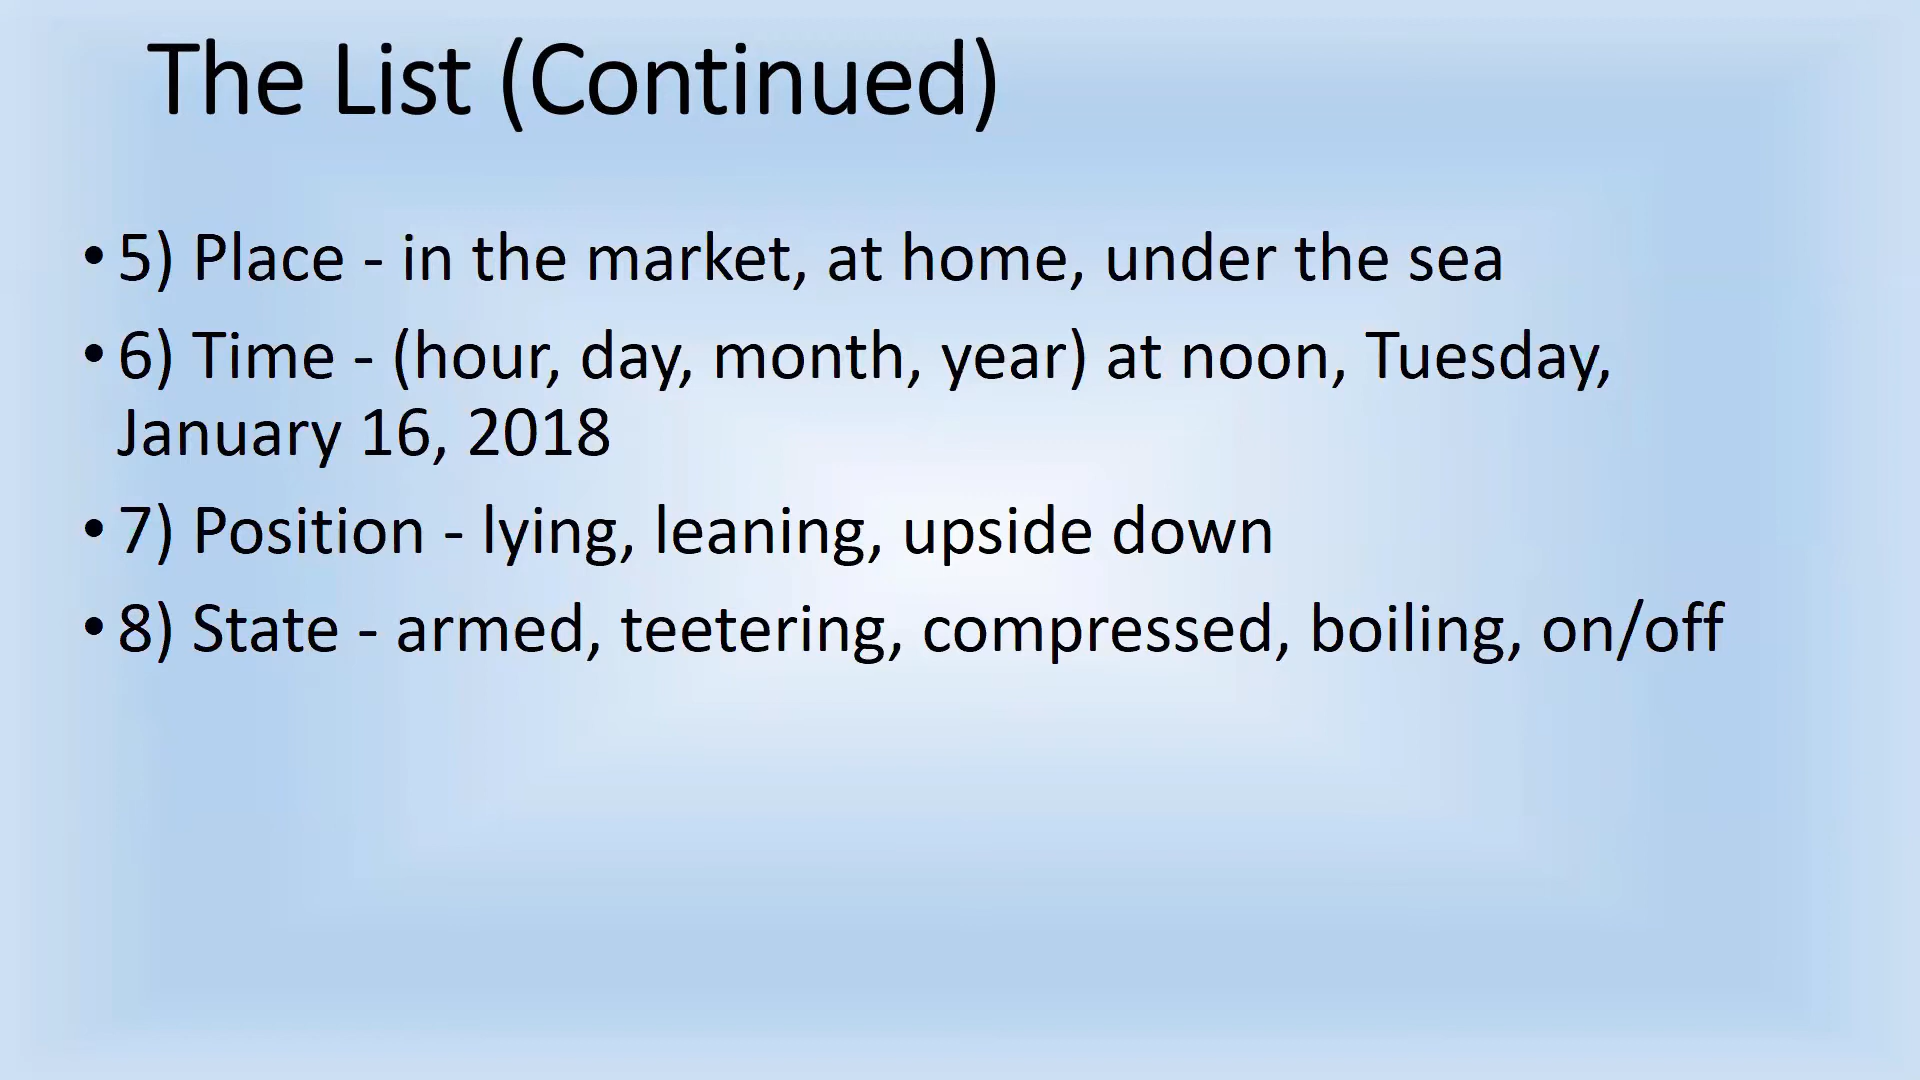 The List (Continued)
• 5) Place - in the market, at home, under the sea
• 6) Time - (hour, day, month, year) at noon, Tuesday,
January 16, 2018
• 7) Position - lying, leaning, upside down
• 8) State - armed, teetering, compressed, boiling, on/off